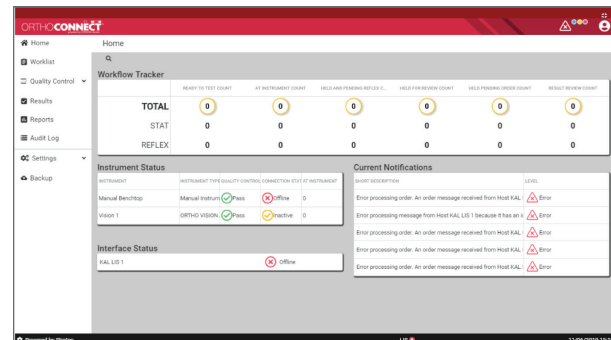 ORTHOCONNECT
Home
Home
Worklist
Quality Control
Results
Reports
Audit Log
Settings
Backup
Workflow Tracker
READY TO TEST COUNT AT INSTRUMENT COUNT HELD AND PENDING REFLEX C... HELD FOR REVIEW COUNT HELD PENDING ORDER COUNT RESULT REVIEW COUNT
TOTAL 0 0 0 0 0 0
STAT 0 0 0 0 0 0
REFLEX 0 0 0 0 0 0
Instrument Status
INSTRUMENT INSTRUMENT TYPE QUALITY CONTROL CONNECTION STAT AT INSTRUMENT
Manual Benchtop Manual Instrum Pass Offline 0
Vision 1 ORTHO VISION Pass Inactive 0
Interface Status
KAL LIS 1 Offline
Current Notifications
SHORT DESCRIPTION LEVEL
Error processing order. An order message received from Host KAL Error
Error processing message from Host KAL LIS 1 because it has an Error
Error processing order. An order message received from Host KAL Error
Error processing order. An order message received from Host KAL Error
Error processing order. An order message received from Host KAL Error
LIS